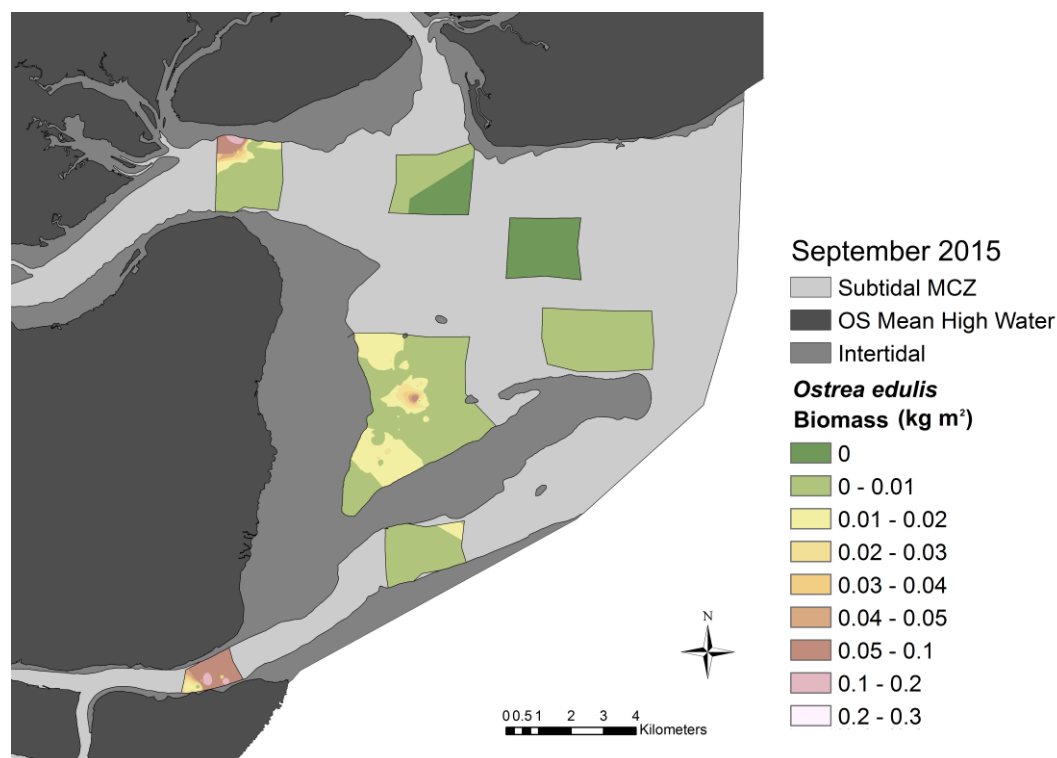 September 2015
Subtidal MCZ
OS Mean High Water
Intertidal
Ostrea edulis
Biomass (kg m²)
0
0 - 0.01
0.01 - 0.02
0.02 - 0.03
0.03 - 0.04
0.04 - 0.05
0.05 - 0.1
0.1 - 0.2
0.2 - 0.3
N
0 0.5 1 2 3 4
Kilometers